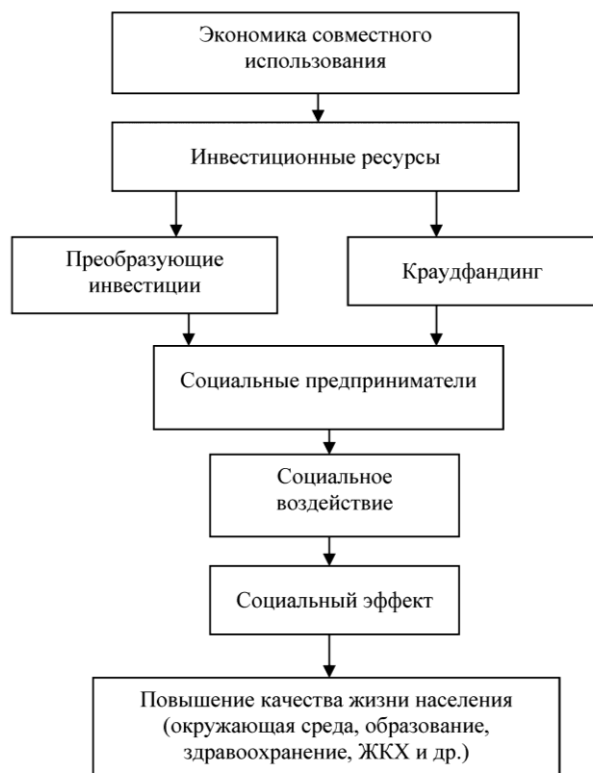 Экономика совместного
использования
Инвестиционные ресурсы
Преобразующие
инвестиции
Краудфандинг
Социальные предприниматели
Социальное
воздействие
Социальный эффект
Повышение качества жизни населения
(окружающая среда, образование,
здравоохранение, ЖКХ и др.)